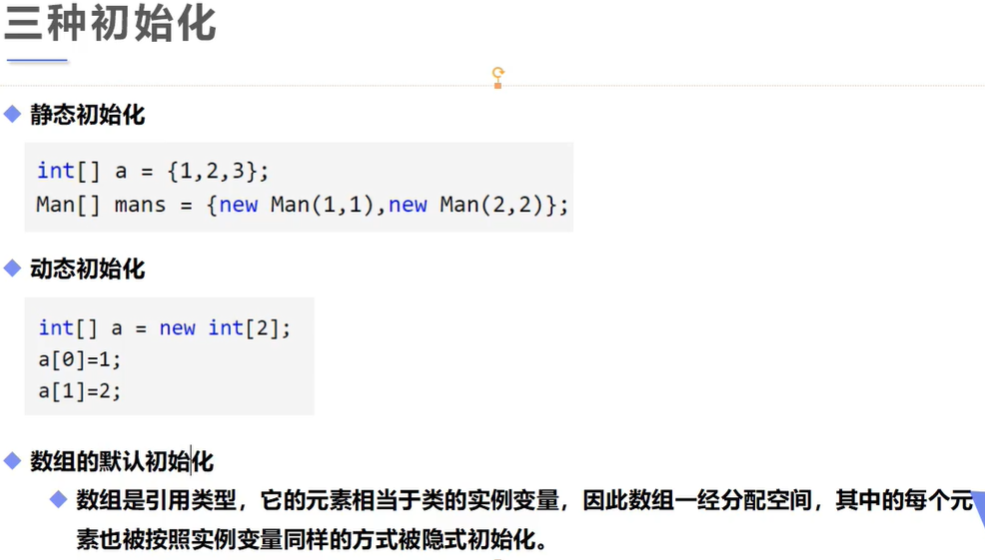 三种初始化
静态初始化
int[] a = {1,2,3};
Man[] mans = {new Man(1,1),new Man(2,2)};
动态初始化
int[] a = new int[2];
a[0]=1;
a[1]=2;
数组的默认初始化
数组是引用类型，它的元素相当于类的实例变量，因此数组一经分配空间，其中的每个元
素也被按照实例变量同样的方式被隐式初始化。